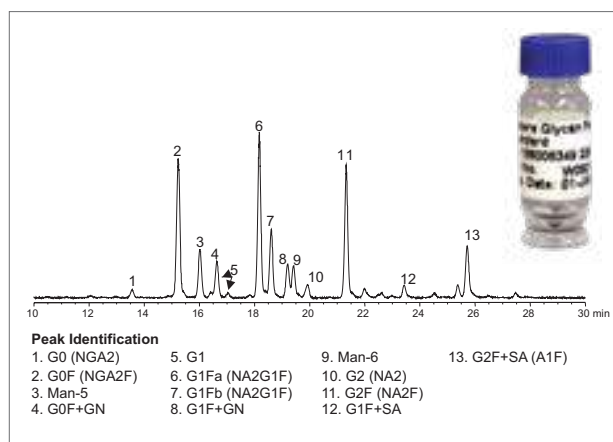 6
2
11
7
13
3
4
8
9
5
10
12
1
10 12 14 16 18 20 22 24 26 28 30 min
Glycan
Peak Identification
1. G0 (NGA2) 5. G1 9. Man-6 13. G2F+SA (A1F)
2. G0F (NGA2F) 6. G1Fa (NA2G1F) 10. G2 (NA2)
3. Man-5 7. G1Fb (NA2G1F) 11. G2F (NA2F)
4. G0F+GN 8. G1F+GN 12. G1F+SA